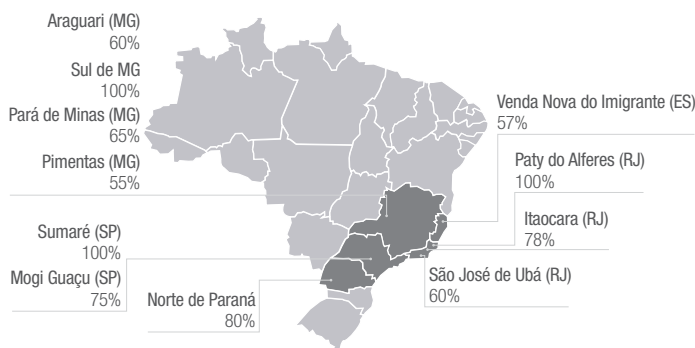 Araguari (MG)
60%
Sul de MG
100%
Pará de Minas (MG)
65%
Pimentas (MG)
55%
Sumaré (SP)
100%
Mogi Guaçu (SP)
75%
Norte de Paraná
80%
Venda Nova do Imigrante (ES)
57%
Paty do Alferes (RJ)
100%
Itaocara (RJ)
78%
São José de Ubá (RJ)
60%